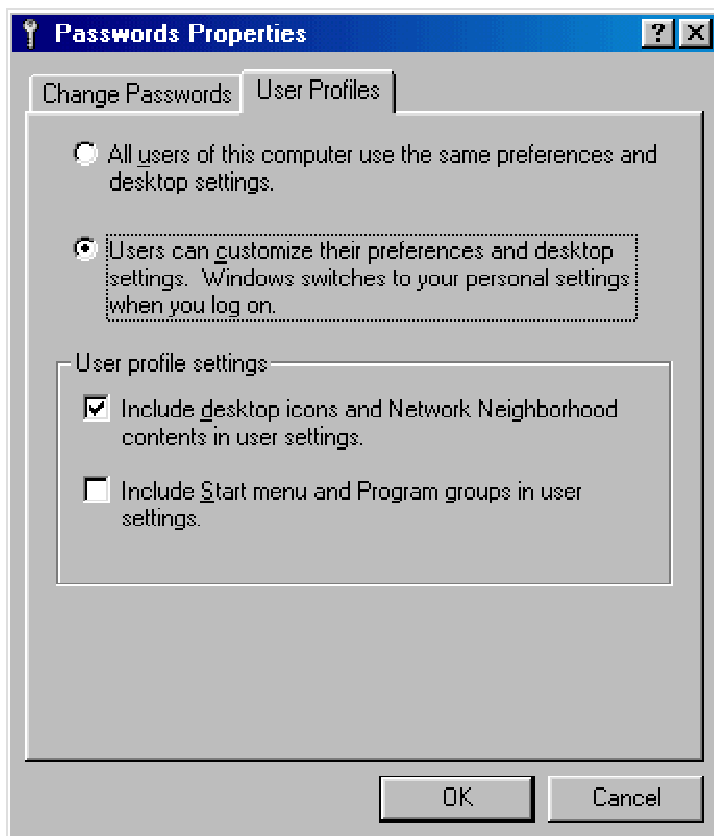 Passwords Properties
Change Passwords
User Profiles
All users of this computer use the same preferences and
desktop settings.
Users can customize their preferences and desktop
settings.  Windows switches to your personal settings
when you log on.
User profile settings
Include desktop icons and Network Neighborhood
contents in user settings.
Include Start menu and Program groups in user
settings.
OK
Cancel